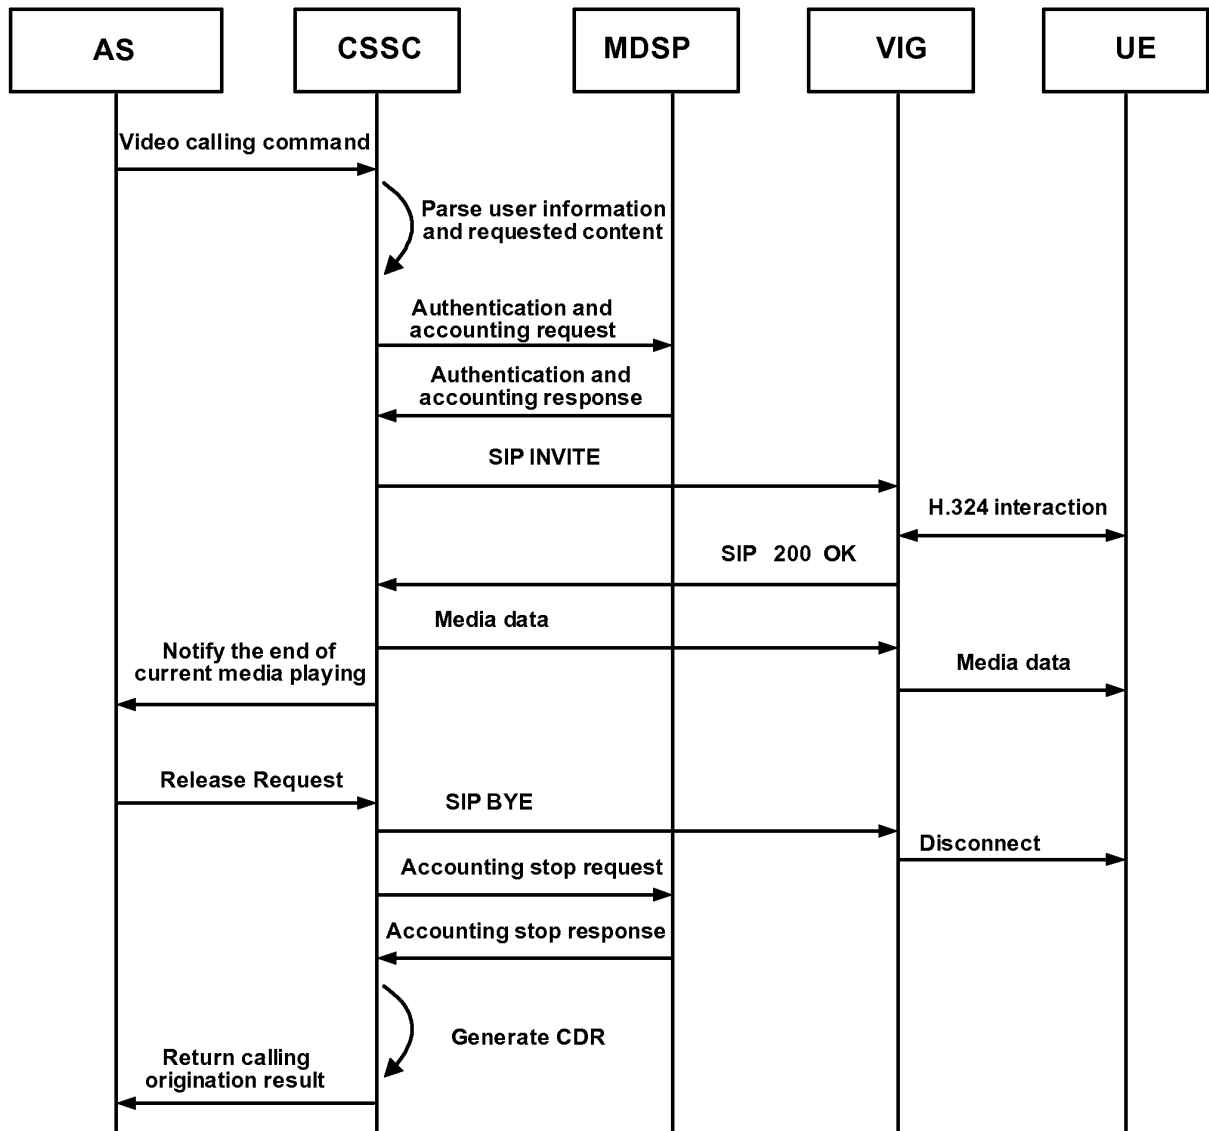 AS
CSSC
MDSP
VIG
UE
Video calling command
Parse user information
and requested content
Authentication and
accounting request
Authentication and
accounting response
SIP INVITE
H.324 interaction
SIP 200 OK
Media data
Notify the end of
current media playing
Media data
Release Request
SIP BYE
Disconnect
Accounting stop request
Accounting stop response
Generate CDR
Return calling
origination result